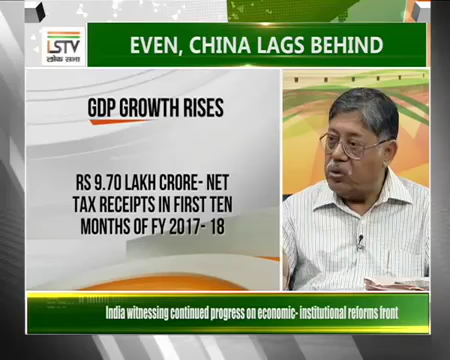 LSTV
लोक सभा
EVEN, CHINA LAGS BEHIND
GDP GROWTH RISES
RS 9.70 LAKH CRORE- NET
TAX RECEIPTS IN FIRST TEN
MONTHS OF FY 2017- 18
India witnessing continued progress on economic- institutional reforms front